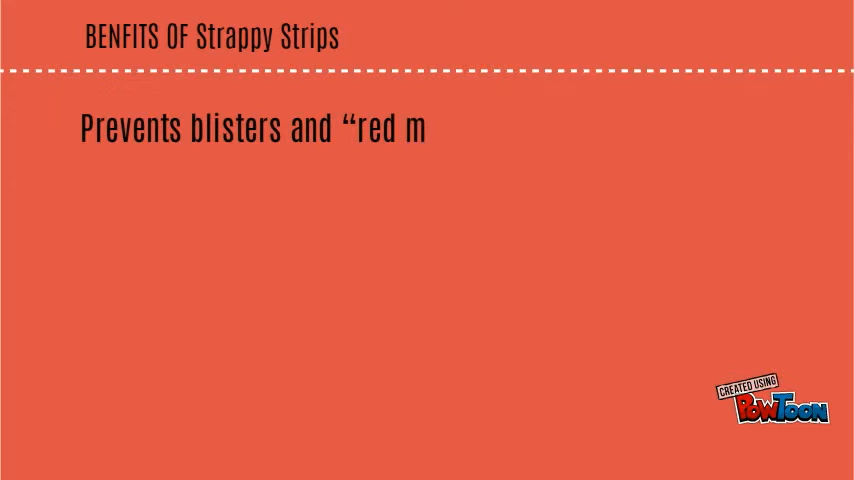 BENFITS OF Strappy Strips
Prevents blisters and “red m
CREATED USING
POWTOON